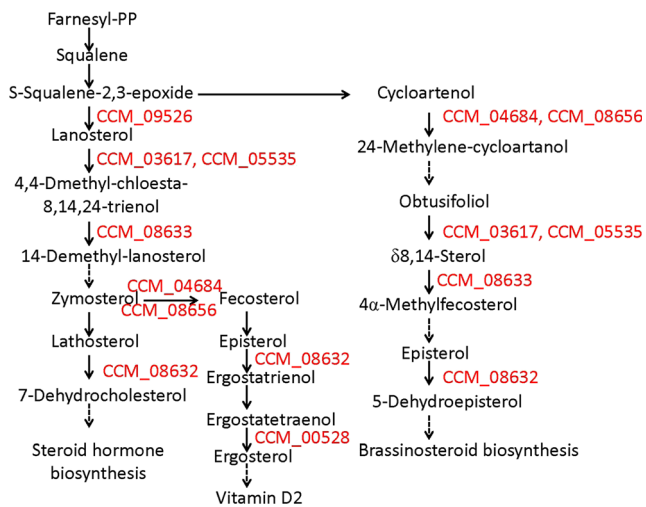 Farnesyl-PP
Squalene
S-Squalene-2,3-epoxide
CCM_09526
Lanosterol
CCM_03617, CCM_05535
4,4-Dmethyl-chloesta-
8,14,24-trienol
CCM_08633
14-Demethyl-lanosterol
Zymosterol
CCM_04684
CCM_08656
Lathosterol
CCM_08632
7-Dehydrocholesterol
Steroid hormone
biosynthesis
Fecosterol
Episterol
CCM_08632
Ergostatrienol
Ergostatetraenol
CCM_00528
Ergosterol
Vitamin D2
Cycloartenol
CCM_04684, CCM_08656
24-Methylene-cycloartanol
Obtusifoliol
CCM_03617, CCM_05535
δ8,14-Sterol
CCM_08633
4α-Methylfecosterol
Episterol
CCM_08632
5-Dehydroepisterol
Brassinosteroid biosynthesis